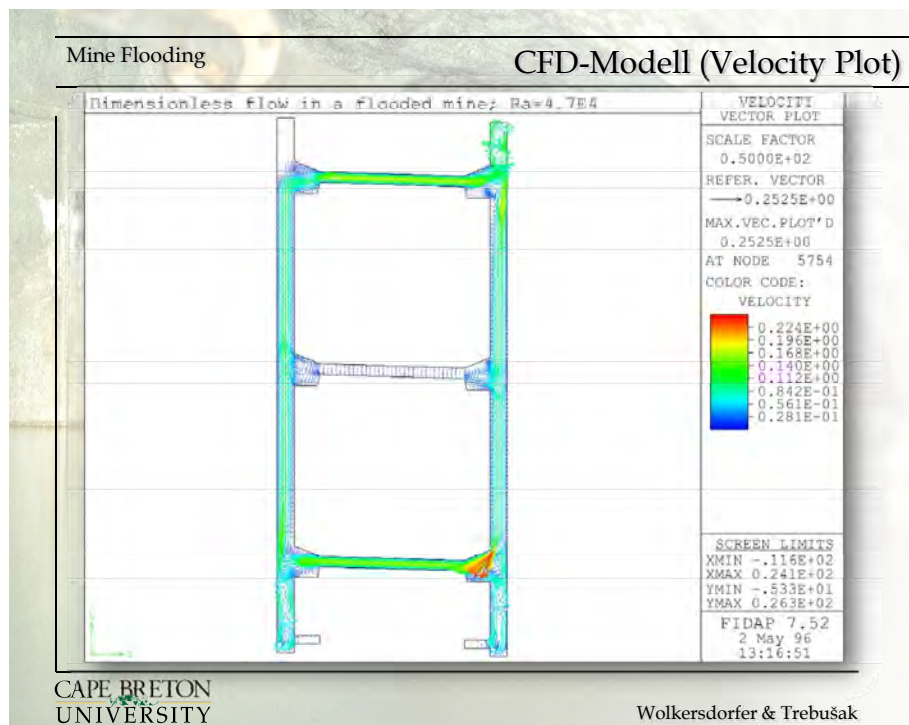 Mine Flooding
CFD-Modell (Velocity Plot)
Dimensionless flow in a flooded mine; Ra=4.7E4
VELOCITY
VECTOR PLOT
SCALE FACTOR
0.5000E+02
REFER. VECTOR
0.2525E+00
MAX.VEC.PLOT'D
0.2525E+00
AT NODE 5754
COLOR CODE:
VELOCITY
0.224E+00
0.196E+00
0.168E+00
0.140E+00
0.112E+00
0.842E-01
0.561E-01
0.281E-01
SCREEN LIMITS
XMIN -.116E+02
XMAX 0.241E+02
YMIN -.533E+01
YMAX 0.263E+02
FIDAP 7.52
2 May 96
13:16:51
CAPE BRETON
UNIVERSITY
Wolkersdorfer & Trebušak